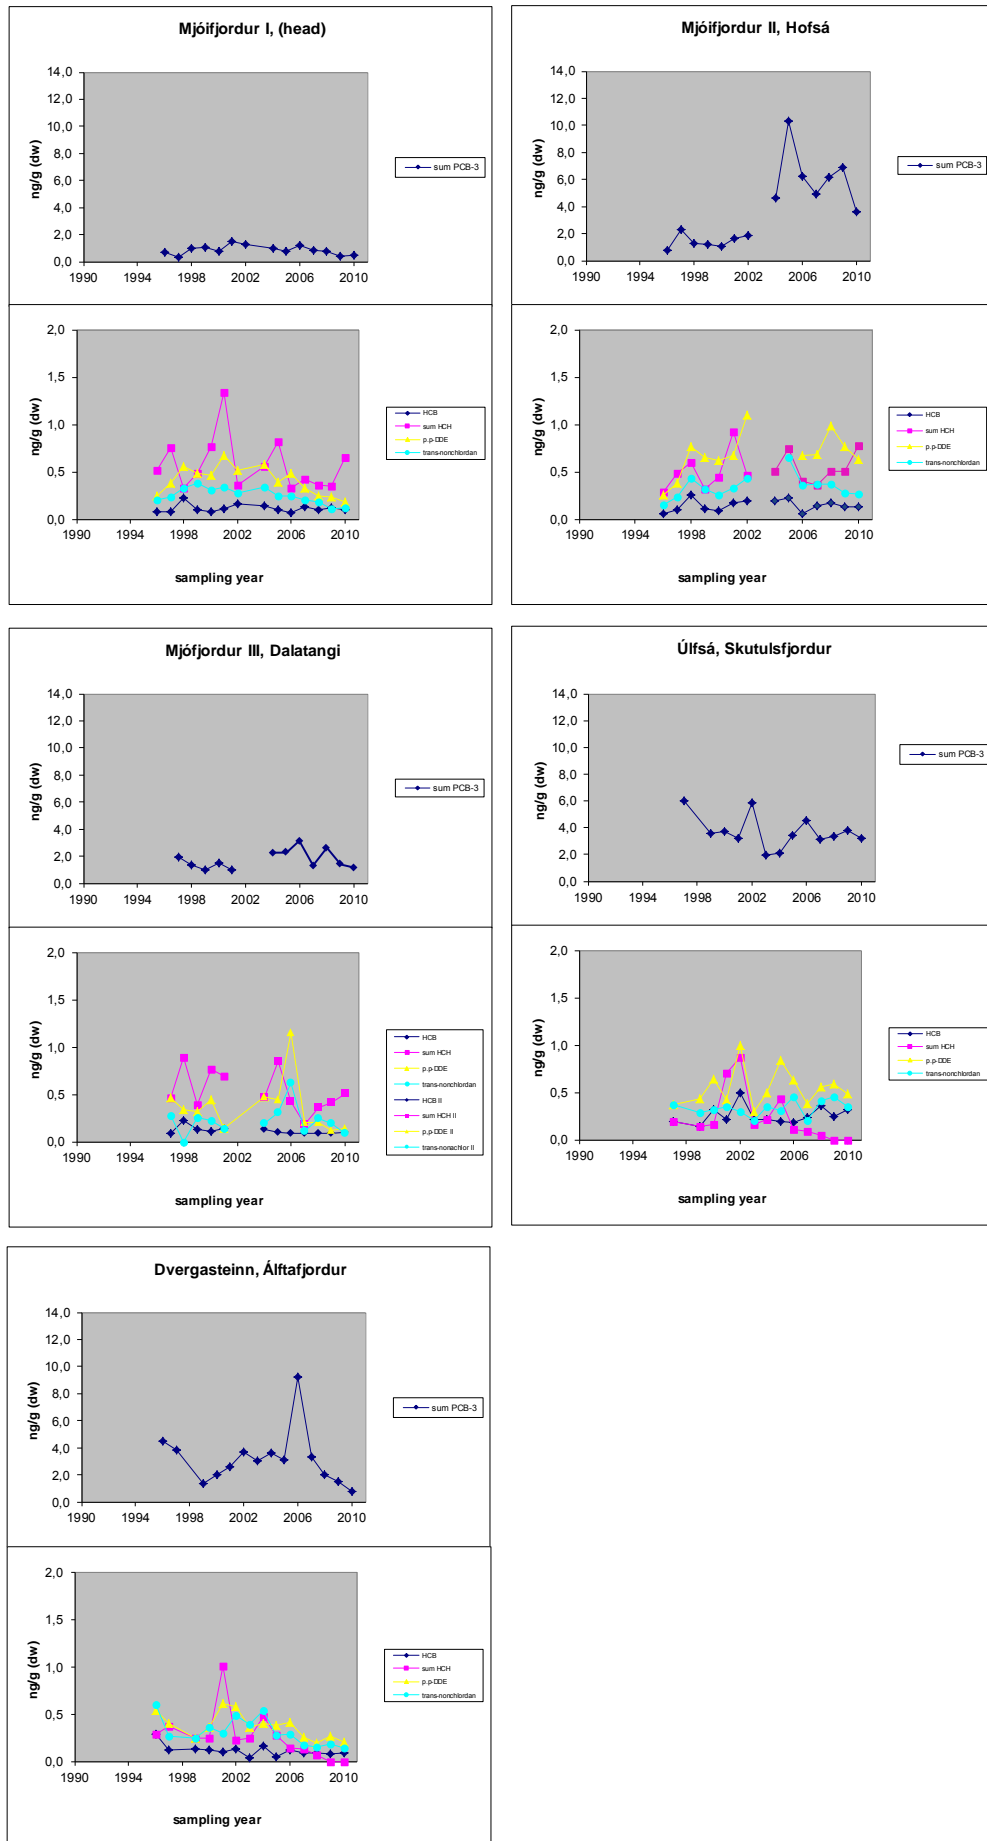 Mjóifjordur I, (head)
14,0
12,0
10,0
8,0
6,0
4,0
2,0
0,0
ng/g (dw)
1990 1994 1998 2002 2006 2010
sum PCB-3
2,0
1,5
1,0
0,5
0,0
ng/g (dw)
1990 1994 1998 2002 2006 2010
sampling year
HCB
sum HCH
p.p-DDE
trans-nonchlordan
Mjóifjordur II, Hofsá
14,0
12,0
10,0
8,0
6,0
4,0
2,0
0,0
ng/g (dw)
1990 1994 1998 2002 2006 2010
sum PCB-3
2,0
1,5
1,0
0,5
0,0
ng/g (dw)
1990 1994 1998 2002 2006 2010
sampling year
HCB
sum HCH
p.p-DDE
trans-nonchlordan
Mjófjordur III, Dalatangi
14,0
12,0
10,0
8,0
6,0
4,0
2,0
0,0
ng/g (dw)
1990 1994 1998 2002 2006 2010
sum PCB-3
2,0
1,5
1,0
0,5
0,0
ng/g (dw)
1990 1994 1998 2002 2006 2010
sampling year
HCB
sum HCH
p.p-DDE
trans-nonchlordan
HCB II
sum HCH II
p.p-DDE II
trans-nonachlor II
Úlfsá, Skutulsfjordur
14,0
12,0
10,0
8,0
6,0
4,0
2,0
0,0
ng/g (dw)
1990 1994 1998 2002 2006 2010
sum PCB-3
2,0
1,5
1,0
0,5
0,0
ng/g (dw)
1990 1994 1998 2002 2006 2010
sampling year
HCB
sum HCH
p.p-DDE
trans-nonchlordan
Dvergasteinn, Álftafjordur
14,0
12,0
10,0
8,0
6,0
4,0
2,0
0,0
ng/g (dw)
1990 1994 1998 2002 2006 2010
sum PCB-3
2,0
1,5
1,0
0,5
0,0
ng/g (dw)
1990 1994 1998 2002 2006 2010
sampling year
HCB
sum HCH
p.p-DDE
trans-nonchlordan